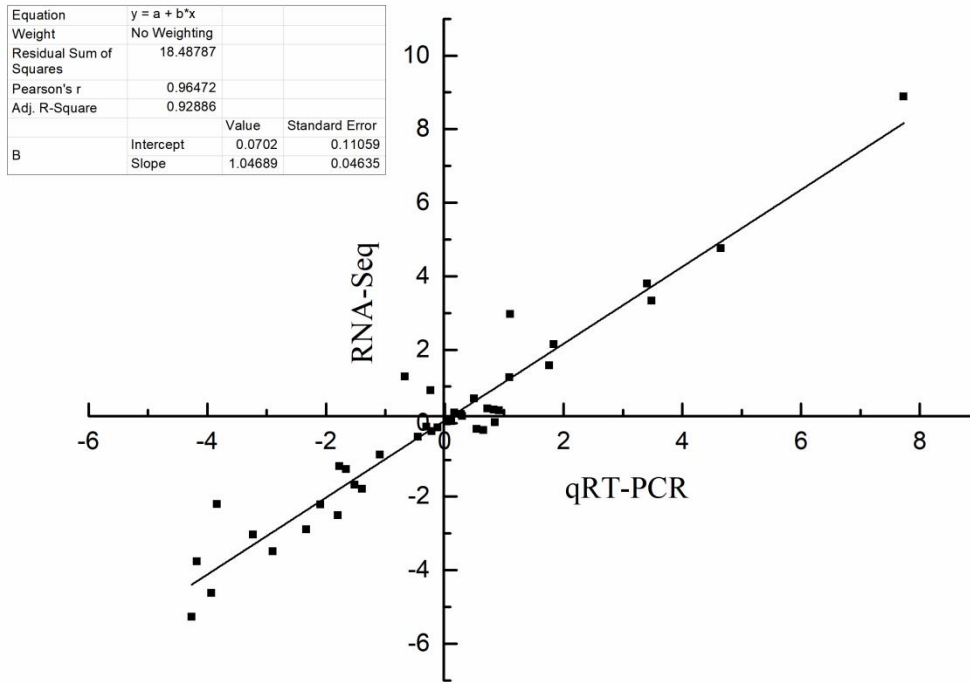 Equation y = a + b*x
Weight No Weighting
Residual Sum of Squares 18.48787
Pearson's r 0.96472
Adj. R-Square 0.92886
Value Standard Error
B Intercept 0.0702 0.11059
Slope 1.04689 0.04635
10
8
6
4
2
0
-2
-4
-6
RNA-Seq
-6 -4 -2 0 2 4 6 8
qRT-PCR